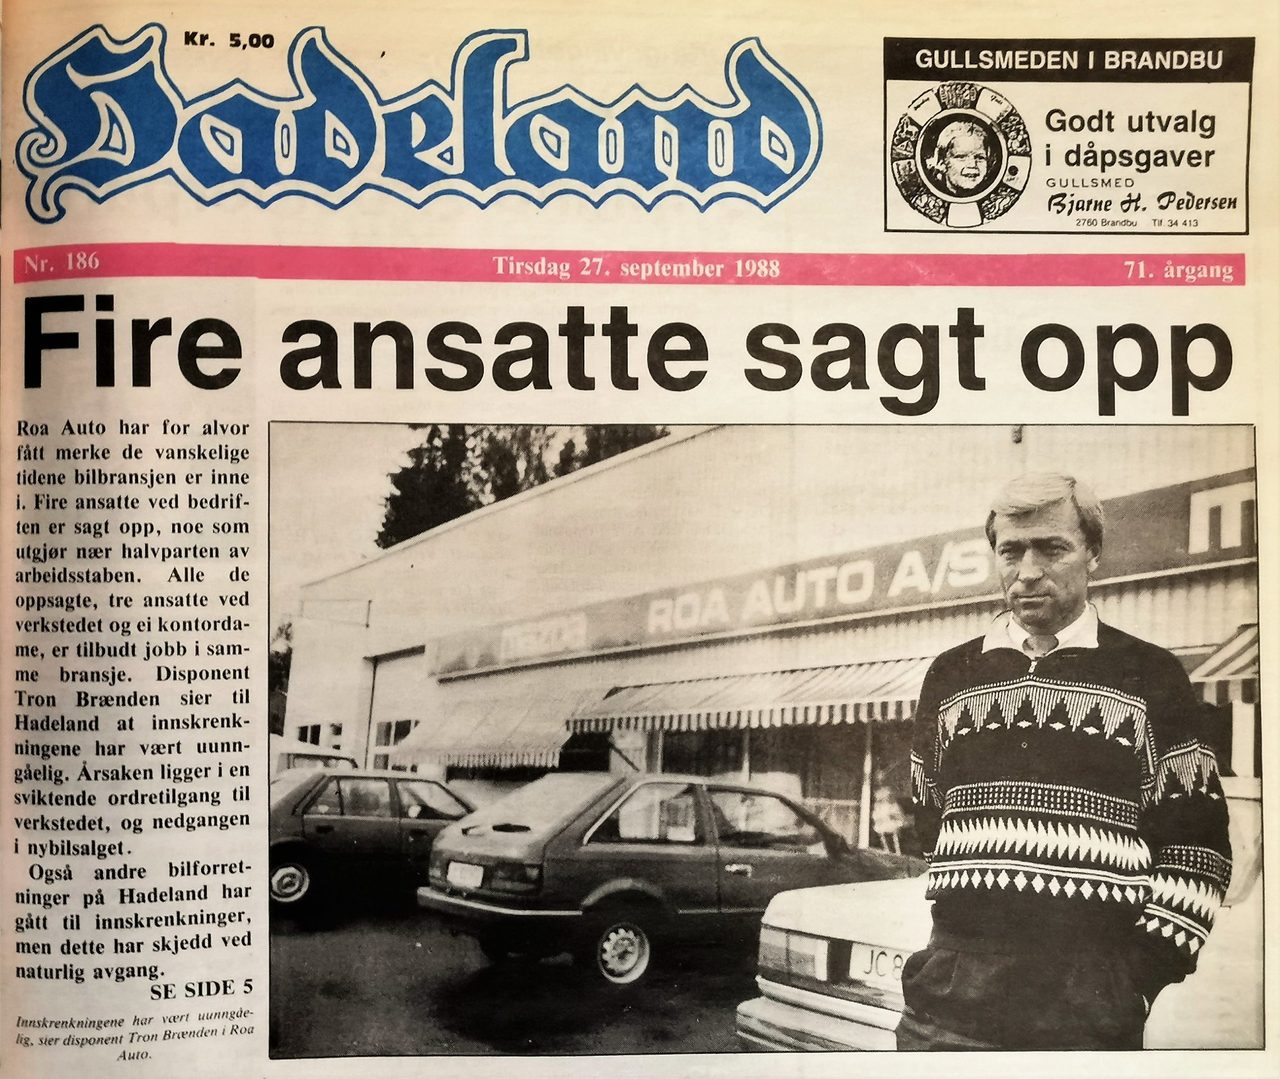 Kr. 5,00
Hadeland
GULLSMEDEN I BRANDBU
Godt utvalg
i dåpsgaver
GULLSMED
Bjarne H. Pedersen
2760 Brandbu Tlf. 34 413
Nr. 186 Tirsdag 27. september 1988 71. årgang
Fire ansatte sagt opp
Roa Auto har for alvor
fått merke de vanskelige
tidene bilbransjen er inne
i. Fire ansatte ved bedrif-
ten er sagt opp, noe som
utgjør nær halvparten av
arbeidsstaben. Alle de
oppsagte, tre ansatte ved
verkstedet og ei kontorda-
me, er tilbudt jobb i sam-
me bransje. Disponent
Tron Brænden sier til
Hadeland at innskrenk-
ningene har vært uunn-
gåelig. Årsaken ligger i en
sviktende ordretilgang til
verkstedet, og nedgangen
i nybilsalget.
Også andre bilforret-
ninger på Hadeland har
gått til innskrenkninger,
men dette har skjedd ved
naturlig avgang.
SE SIDE 5
Innskrenkningene har vært uunngåe-
lig, sier disponent Tron Brænden i Roa
Auto.
mazda ROA AUTO A/S m
JC 8